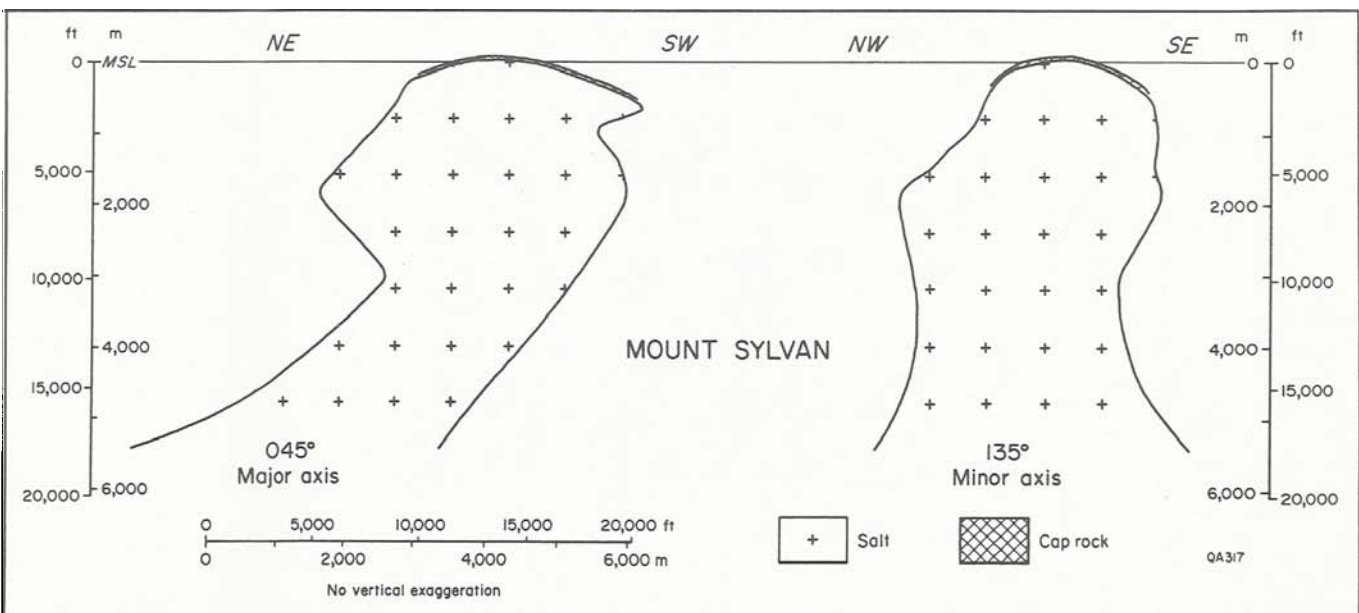 ft m NE SW NW SE m ft
0 MSL 0 0
5,000 5,000
2,000 2,000
10,000 10,000
4,000 MOUNT SYLVAN 4,000
15,000 15,000
045° 135°
Major axis Minor axis
20,000 6,000 6,000 20,000
0 5,000 10,000 15,000 20,000 ft
0 2,000 4,000 6,000 m
No vertical exaggeration
Salt Cap rock QA317